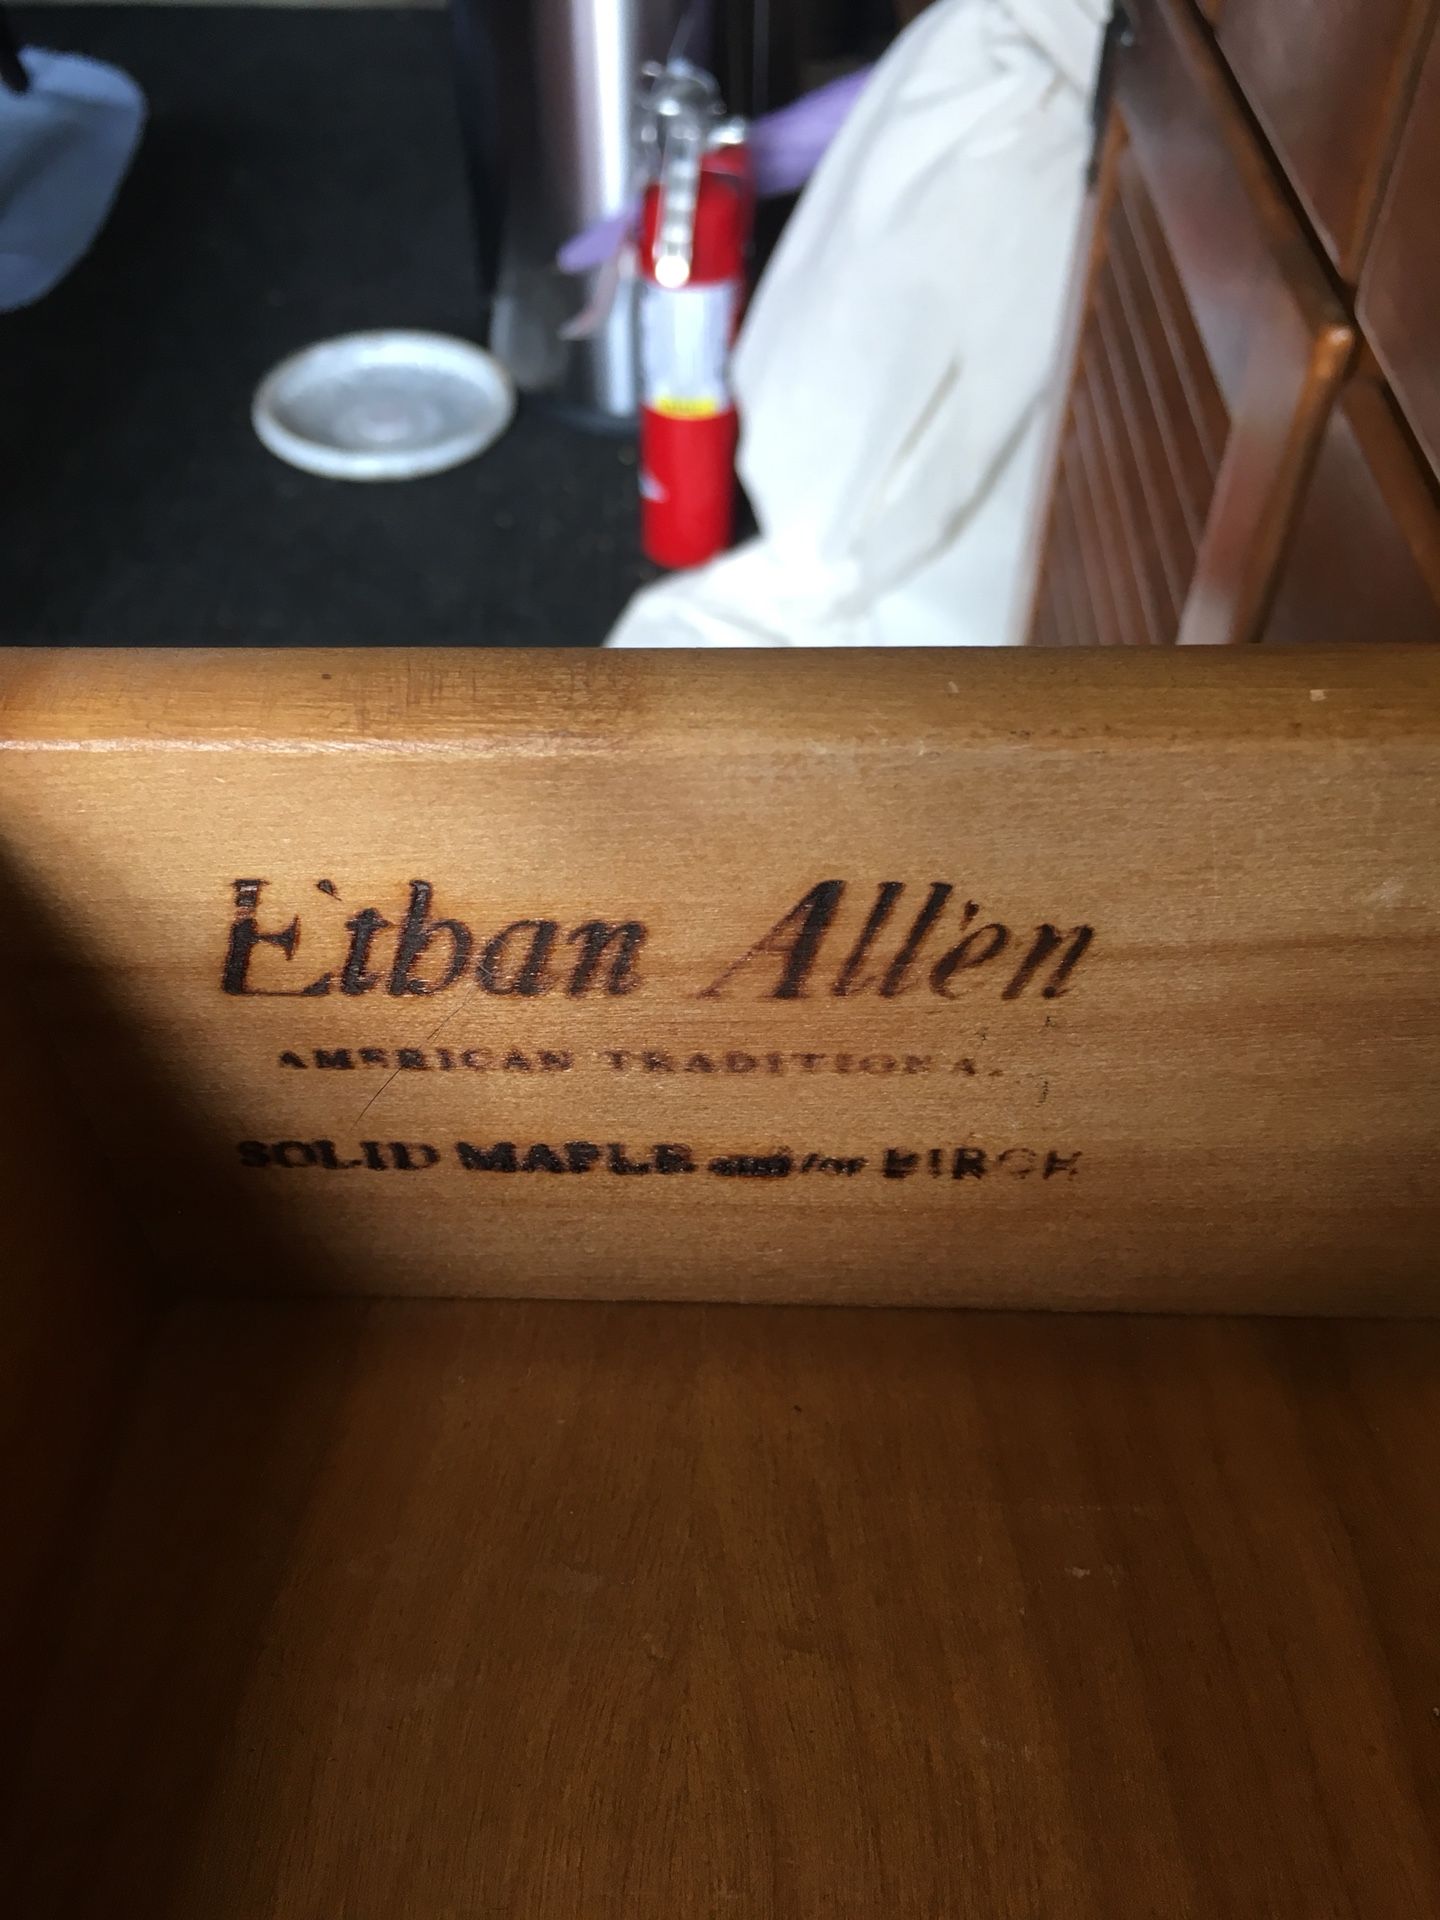 Ethan Allen
AMERICAN TRADITIONAL
SOLID MAPLE and/or BIRCH